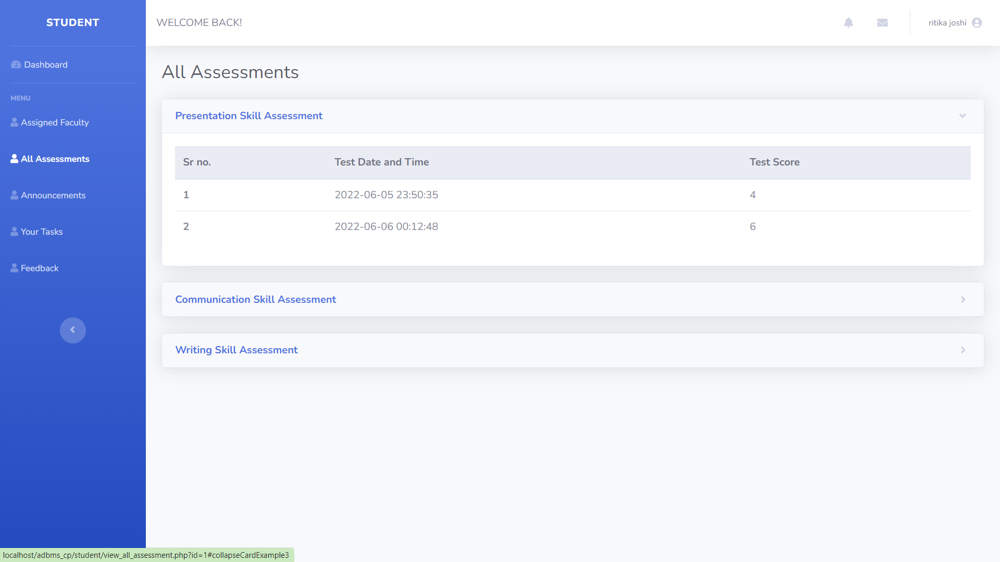 STUDENT
WELCOME BACK!
ritika joshi
Dashboard
MENU
Assigned Faculty
All Assessments
Announcements
Your Tasks
Feedback
All Assessments
Presentation Skill Assessment
Sr no. Test Date and Time Test Score
1 2022-06-05 23:50:35 4
2 2022-06-06 00:12:48 6
Communication Skill Assessment
Writing Skill Assessment
localhost/adbms_cp/student/view_all_assessment.php?id=1#collapseCardExample3